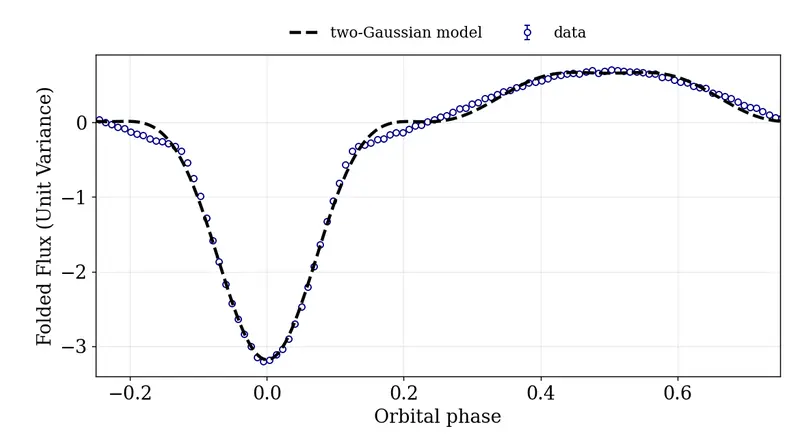 two-Gaussian model
data
Folded Flux (Unit Variance)
0
−1
−2
−3
−0.2
0.0
0.2
0.4
0.6
Orbital phase